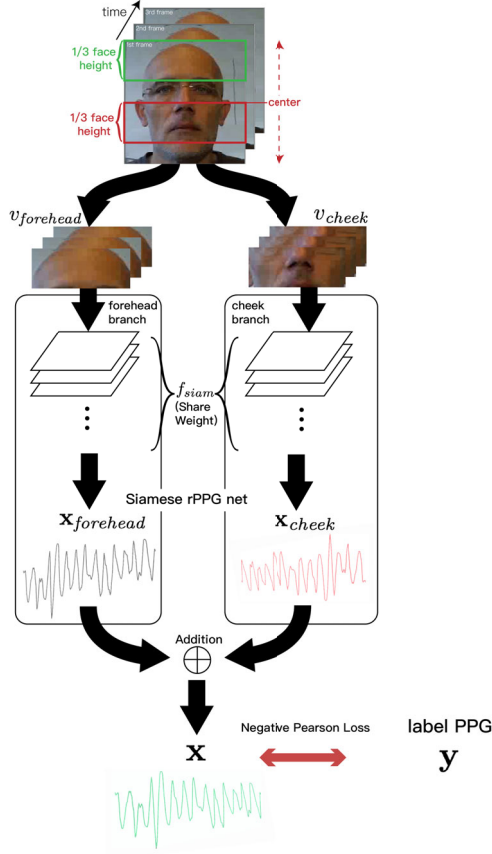 time
3rd frame
2nd frame
1st frame
1/3 face
height
1/3 face
height
center
v_forehead
v_cheek
forehead
branch
cheek
branch
f_siam
(Share
Weight)
Siamese rPPG net
x_forehead
x_cheek
Addition
Negative Pearson Loss
label PPG
x
y